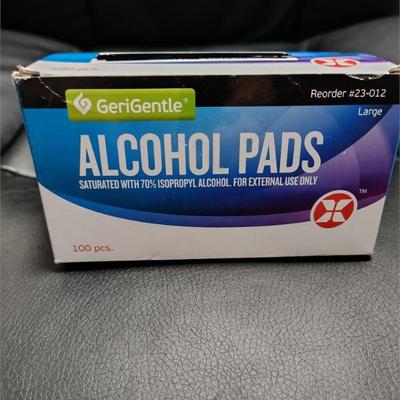 GeriGentle®
Reorder #23-012
Large
ALCOHOL PADS
SATURATED WITH 70% ISOPROPYL ALCOHOL. FOR EXTERNAL USE ONLY
TM
100 pcs.